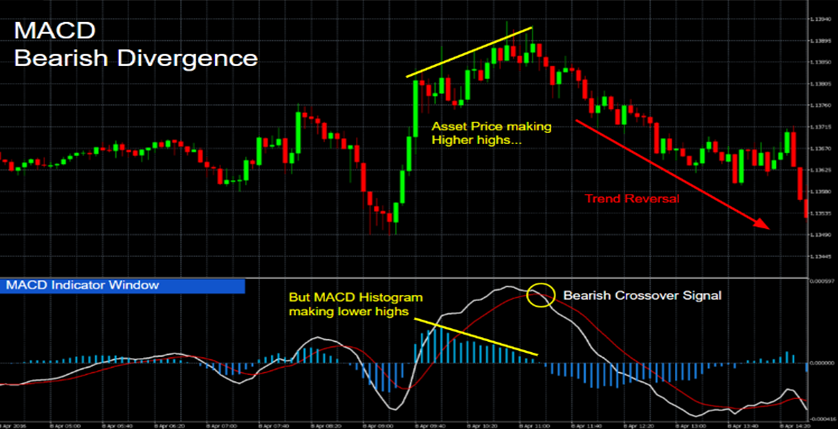 MACD
Bearish Divergence
1.13940
1.13895
1.13850
1.13805
1.13760
Asset Price making
Higher highs...
1.13715
1.13670
1.13625
Trend Reversal
1.13580
1.13535
1.13490
1.13445
MACD Indicator Window
0.000597
But MACD Histogram
making lower highs
Bearish Crossover Signal
0.000000
-0.000416
8 Apr 05:00 8 Apr 05:40 8 Apr 06:20 8 Apr 07:00 8 Apr 07:40 8 Apr 08:20 8 Apr 09:00 8 Apr 09:40 8 Apr 10:20 8 Apr 11:00 8 Apr 11:40 8 Apr 12:20 8 Apr 13:00 8 Apr 13:40 8 Apr 14:20